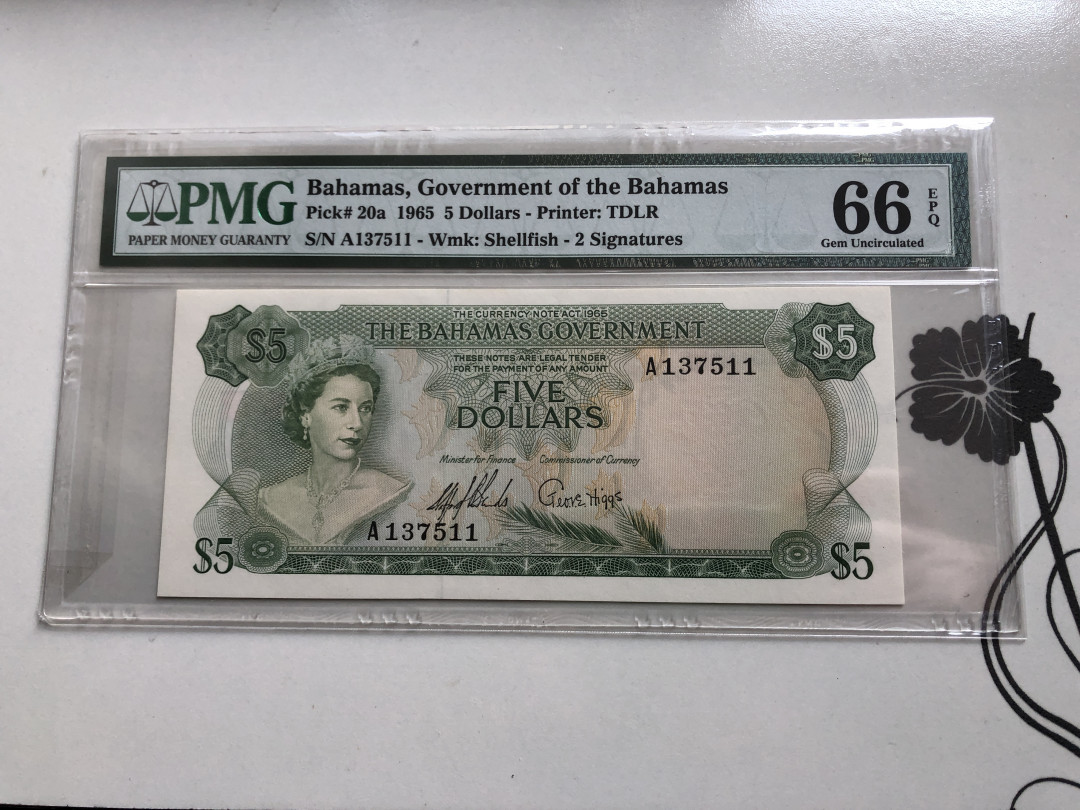 PMG
PAPER MONEY GUARANTY
Bahamas, Government of the Bahamas
Pick# 20a 1965 5 Dollars - Printer: TDLR
S/N A137511 - Wmk: Shellfish - 2 Signatures
66
EPQ
Gem Uncirculated
$5
THE CURRENCY NOTE ACT 1965
THE BAHAMAS GOVERNMENT
$5
THESE NOTES ARE LEGAL TENDER
FOR THE PAYMENT OF ANY AMOUNT
A137511
FIVE
DOLLARS
Minister for Finance Commissioner of Currency
George Higgs
A137511
$5
$5